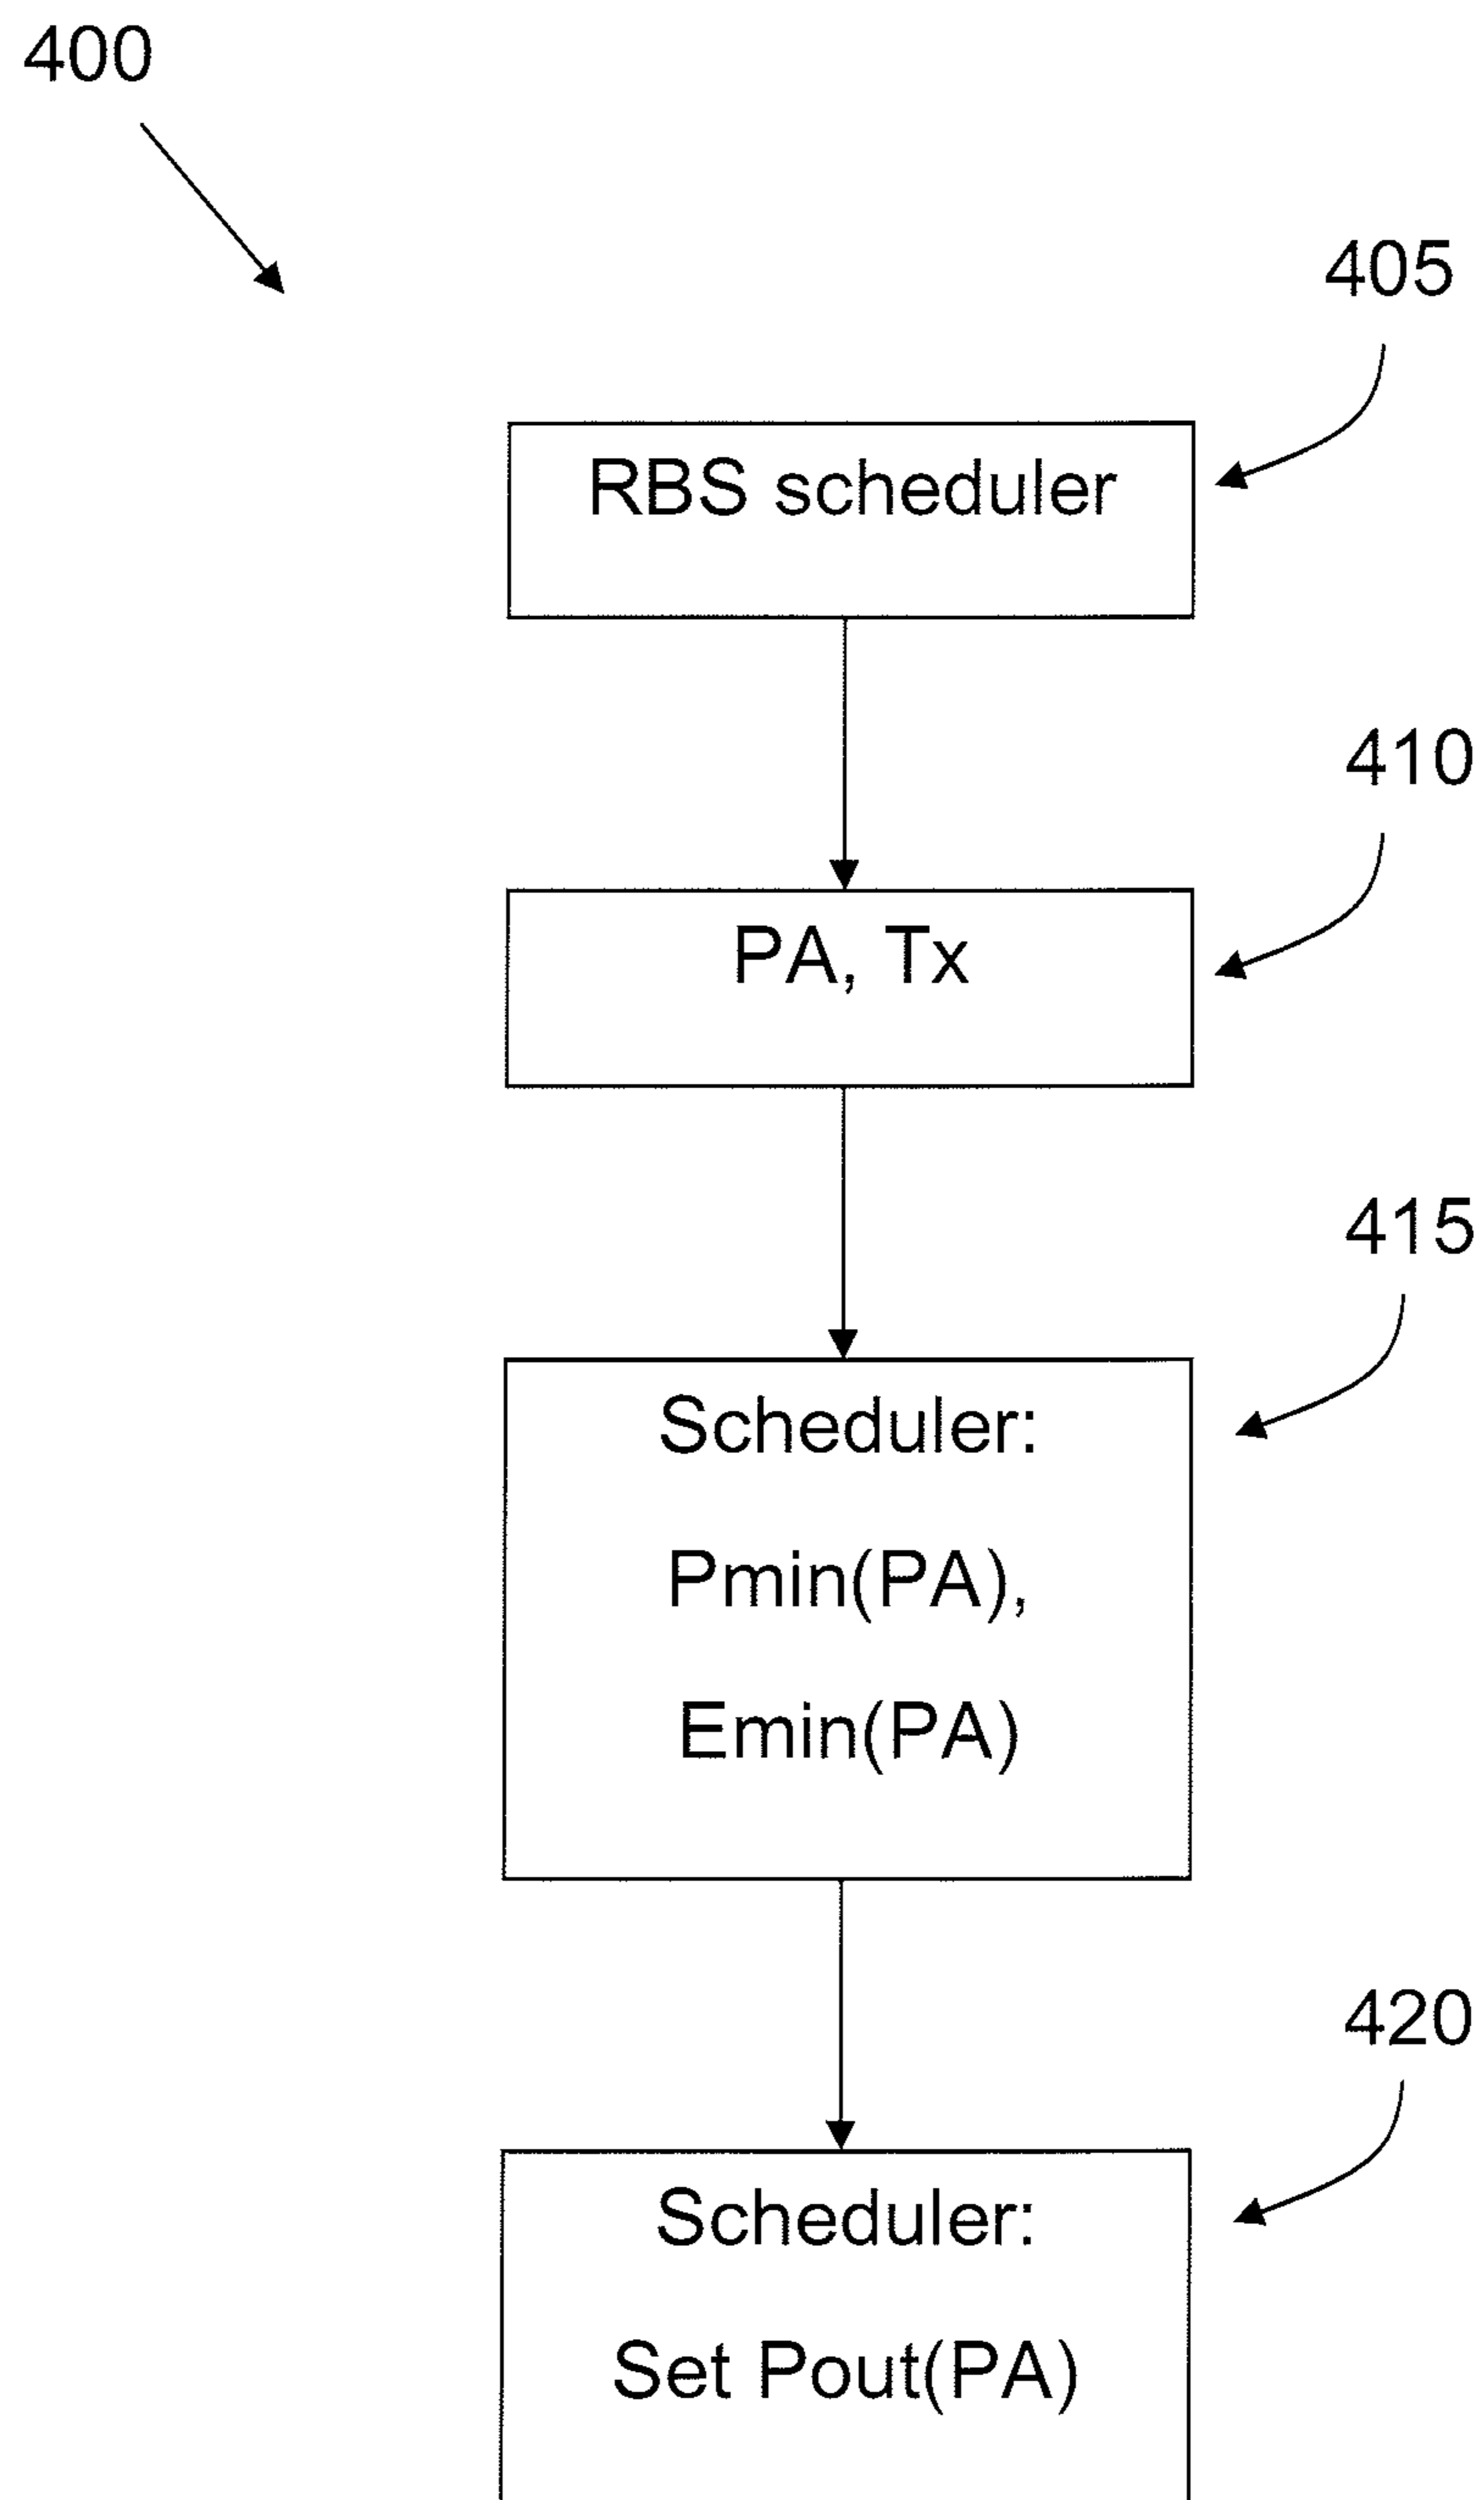 400
405
RBS scheduler
410
PA, Tx
415
Scheduler:
Pmin(PA),
Emin(PA)
420
Scheduler:
Set Pout(PA)